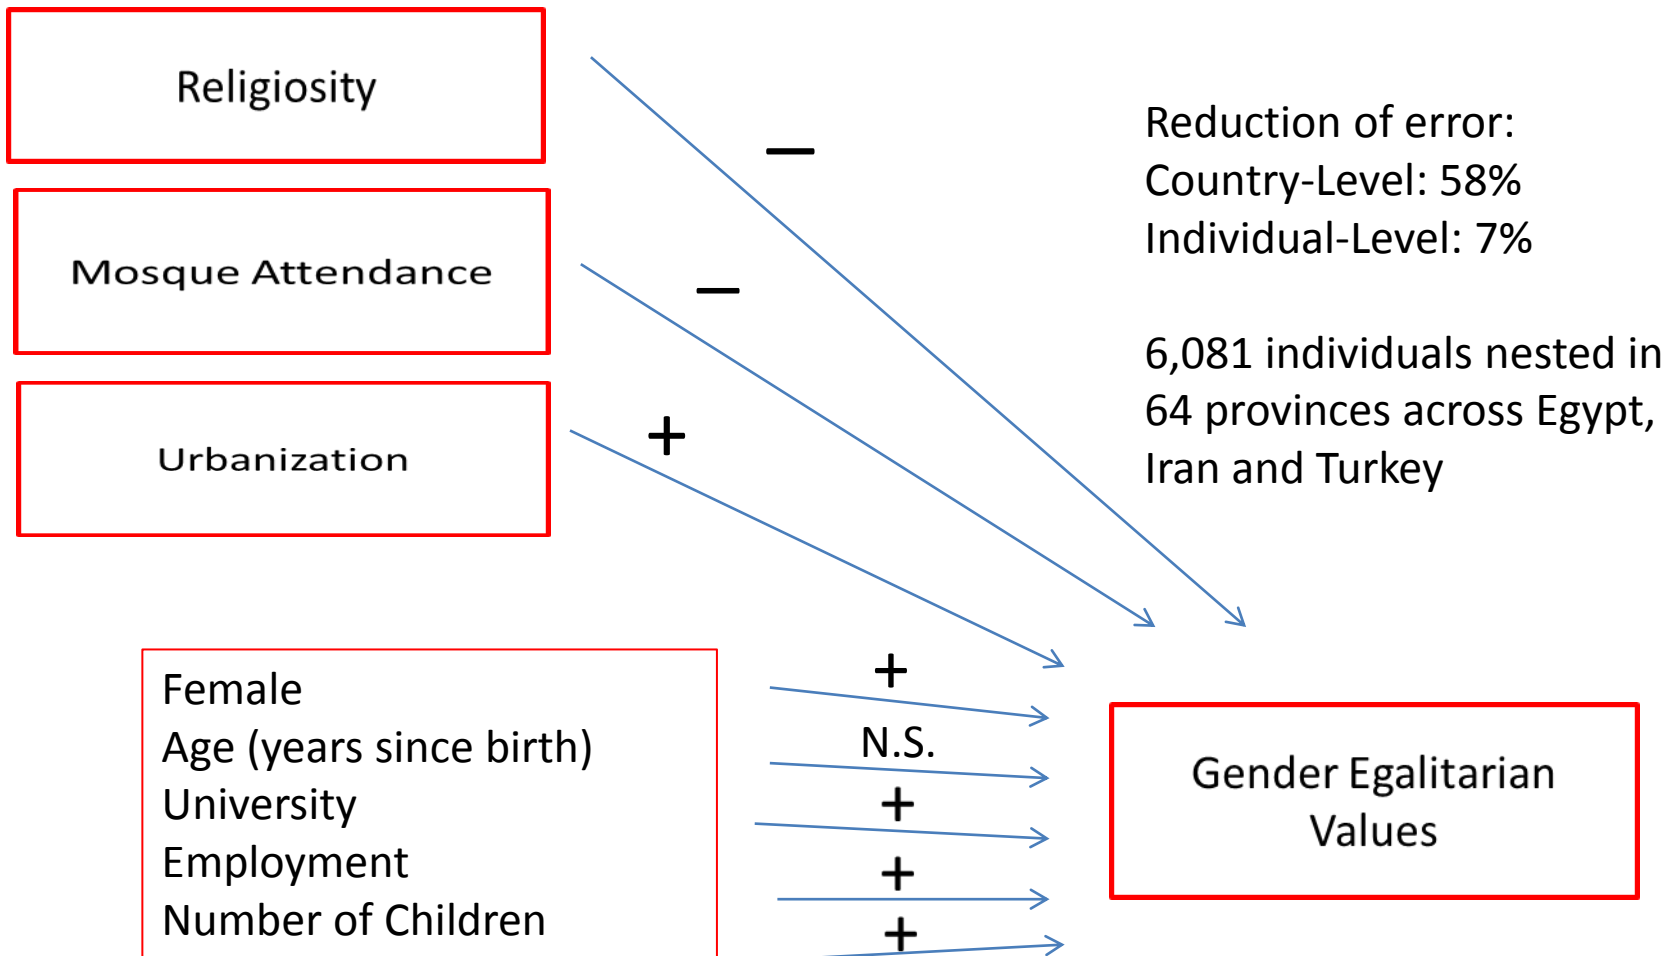 Religiosity
Mosque Attendance
Urbanization
–
–
+
Reduction of error:
Country-Level: 58%
Individual-Level: 7%
6,081 individuals nested in
64 provinces across Egypt,
Iran and Turkey
Female
Age (years since birth)
University
Employment
Number of Children
+
N.S.
+
+
+
Gender Egalitarian
Values